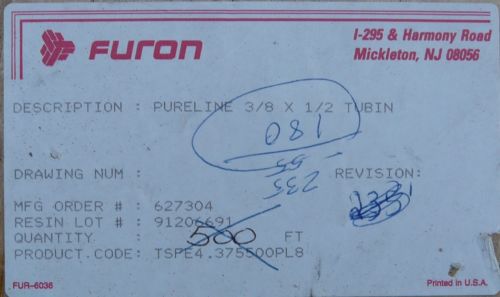 FURON
I-295 & Harmony Road
Mickleton, NJ 08056
DESCRIPTION : PURELINE 3/8 X 1/2 TUBIN
180
55
235
DRAWING NUM :
REVISION:
MFG ORDER # : 627304
RESIN LOT # : 91206691
QUANTITY : 500 FT
PRODUCT.CODE: TSPE4.375500PL8
FUR-6036
Printed in U.S.A.